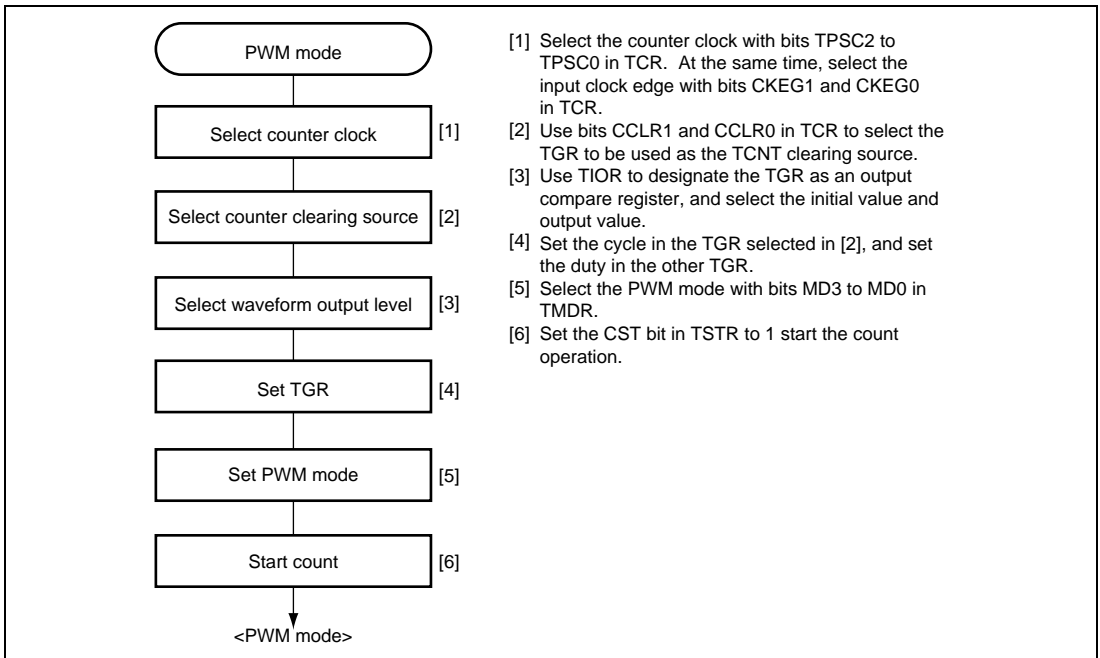 PWM mode
Select counter clock
[1]
Select counter clearing source
[2]
Select waveform output level
[3]
Set TGR
[4]
Set PWM mode
[5]
Start count
[6]
<PWM mode>
[1] Select the counter clock with bits TPSC2 to
TPSC0 in TCR. At the same time, select the
input clock edge with bits CKEG1 and CKEG0
in TCR.
[2] Use bits CCLR1 and CCLR0 in TCR to select the
TGR to be used as the TCNT clearing source.
[3] Use TIOR to designate the TGR as an output
compare register, and select the initial value and
output value.
[4] Set the cycle in the TGR selected in [2], and set
the duty in the other TGR.
[5] Select the PWM mode with bits MD3 to MD0 in
TMDR.
[6] Set the CST bit in TSTR to 1 start the count
operation.